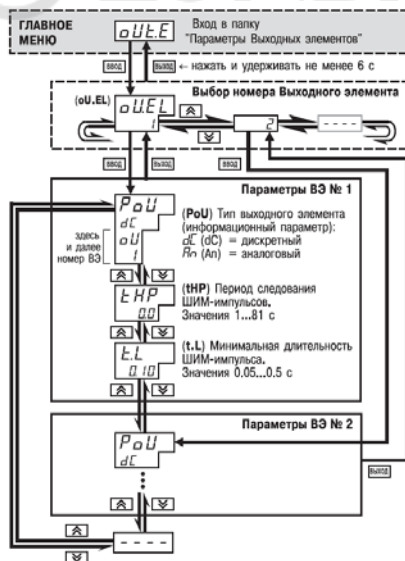 ГЛАВНОЕ
МЕНЮ
oUt.E
Вход в папку
"Параметры Выходных элементов"
ВВОД
ВЫХОД
← нажать и удерживать не менее 6 с
Выбор номера Выходного элемента
(oU.EL)
oU.EL
1
2
- - - -
ВВОД
ВЫХОД
ВВОД
Параметры ВЭ № 1
PoU
dC
oU
1
здесь
и далее
номер ВЭ
(PoU) Тип выходного элемента
(информационный параметр):
dC (dC) = дискретный
An (An) = аналоговый
tHP
0.0
(tHP) Период следования
ШИМ-импульсов.
Значения 1...81 с
t.L
0.10
(t.L) Минимальная длительность
ШИМ-импульса.
Значения 0.05...0.5 с
Параметры ВЭ № 2
PoU
dC
ВЫХОД
- - - -